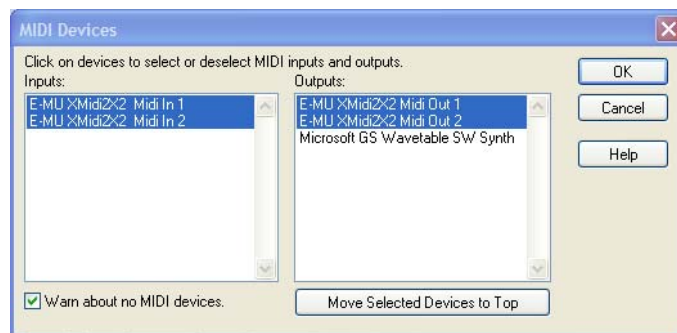 MIDI Devices
Click on devices to select or deselect MIDI inputs and outputs.
Inputs:
E-MU XMidi2X2 Midi In 1
E-MU XMidi2X2 Midi In 2
Warn about no MIDI devices.
Outputs:
E-MU XMidi2X2 Midi Out 1
E-MU XMidi2X2 Midi Out 2
Microsoft GS Wavetable SW Synth
Move Selected Devices to Top
OK
Cancel
Help